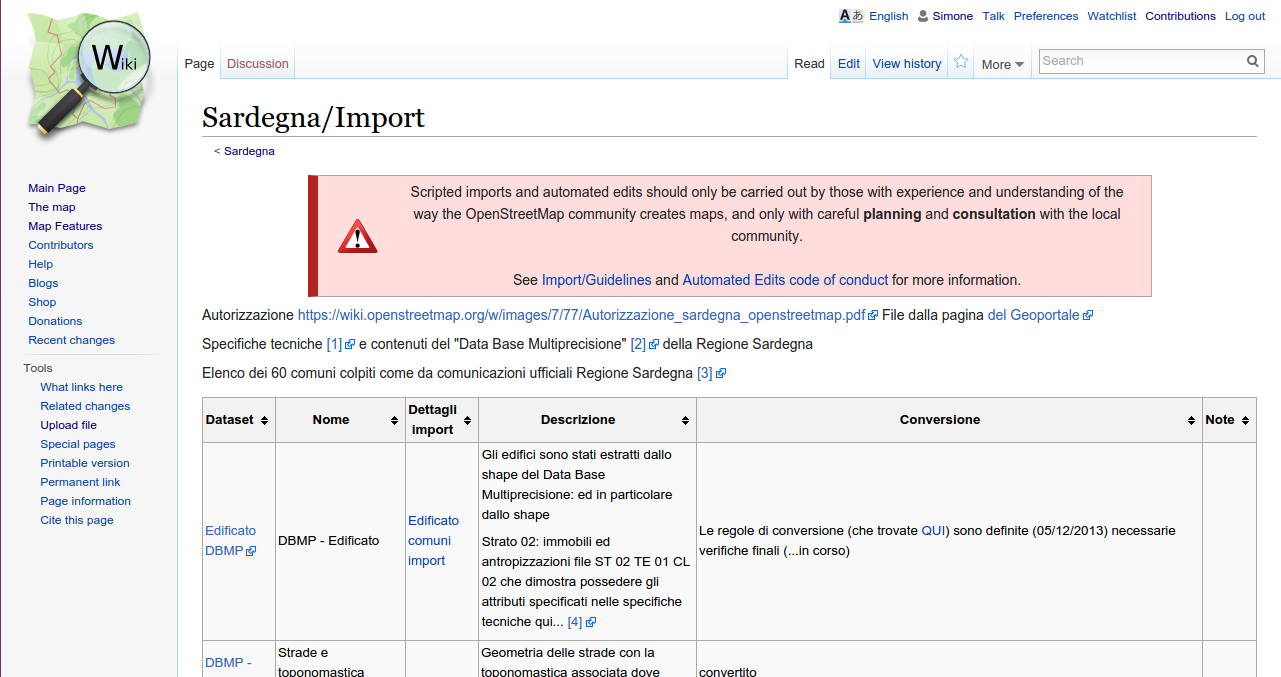 Aあ English Simone Talk Preferences Watchlist Contributions Log out
Wiki
Page Discussion Read Edit View history More Search
Sardegna/Import
< Sardegna
Main Page
The map
Map Features
Contributors
Help
Blogs
Shop
Donations
Recent changes
Tools
What links here
Related changes
Upload file
Special pages
Printable version
Permanent link
Page information
Cite this page
Scripted imports and automated edits should only be carried out by those with experience and understanding of the
way the OpenStreetMap community creates maps, and only with careful planning and consultation with the local
community.
See Import/Guidelines and Automated Edits code of conduct for more information.
Autorizzazione https://wiki.openstreetmap.org/w/images/7/77/Autorizzazione_sardegna_openstreetmap.pdf File dalla pagina del Geoportale
Specifiche tecniche [1] e contenuti del "Data Base Multiprecisione" [2] della Regione Sardegna
Elenco dei 60 comuni colpiti come da comunicazioni ufficiali Regione Sardegna [3]
Dataset
Nome
Dettagli
import
Descrizione
Conversione
Note
Edificato
DBMP
DBMP - Edificato
Edificato
comuni
import
Gli edifici sono stati estratti dallo
shape del Data Base
Multiprecisione: ed in particolare
dallo shape
Strato 02: immobili ed
antropizzazioni file ST 02 TE 01 CL
02 che dimostra possedere gli
attributi specificati nelle specifiche
tecniche qui... [4]
Le regole di conversione (che trovate QUI) sono definite (05/12/2013) necessarie
verifiche finali (...in corso)
DBMP -
Strade e
toponomastica
Geometria delle strade con la
toponomastica associata dove
convertito